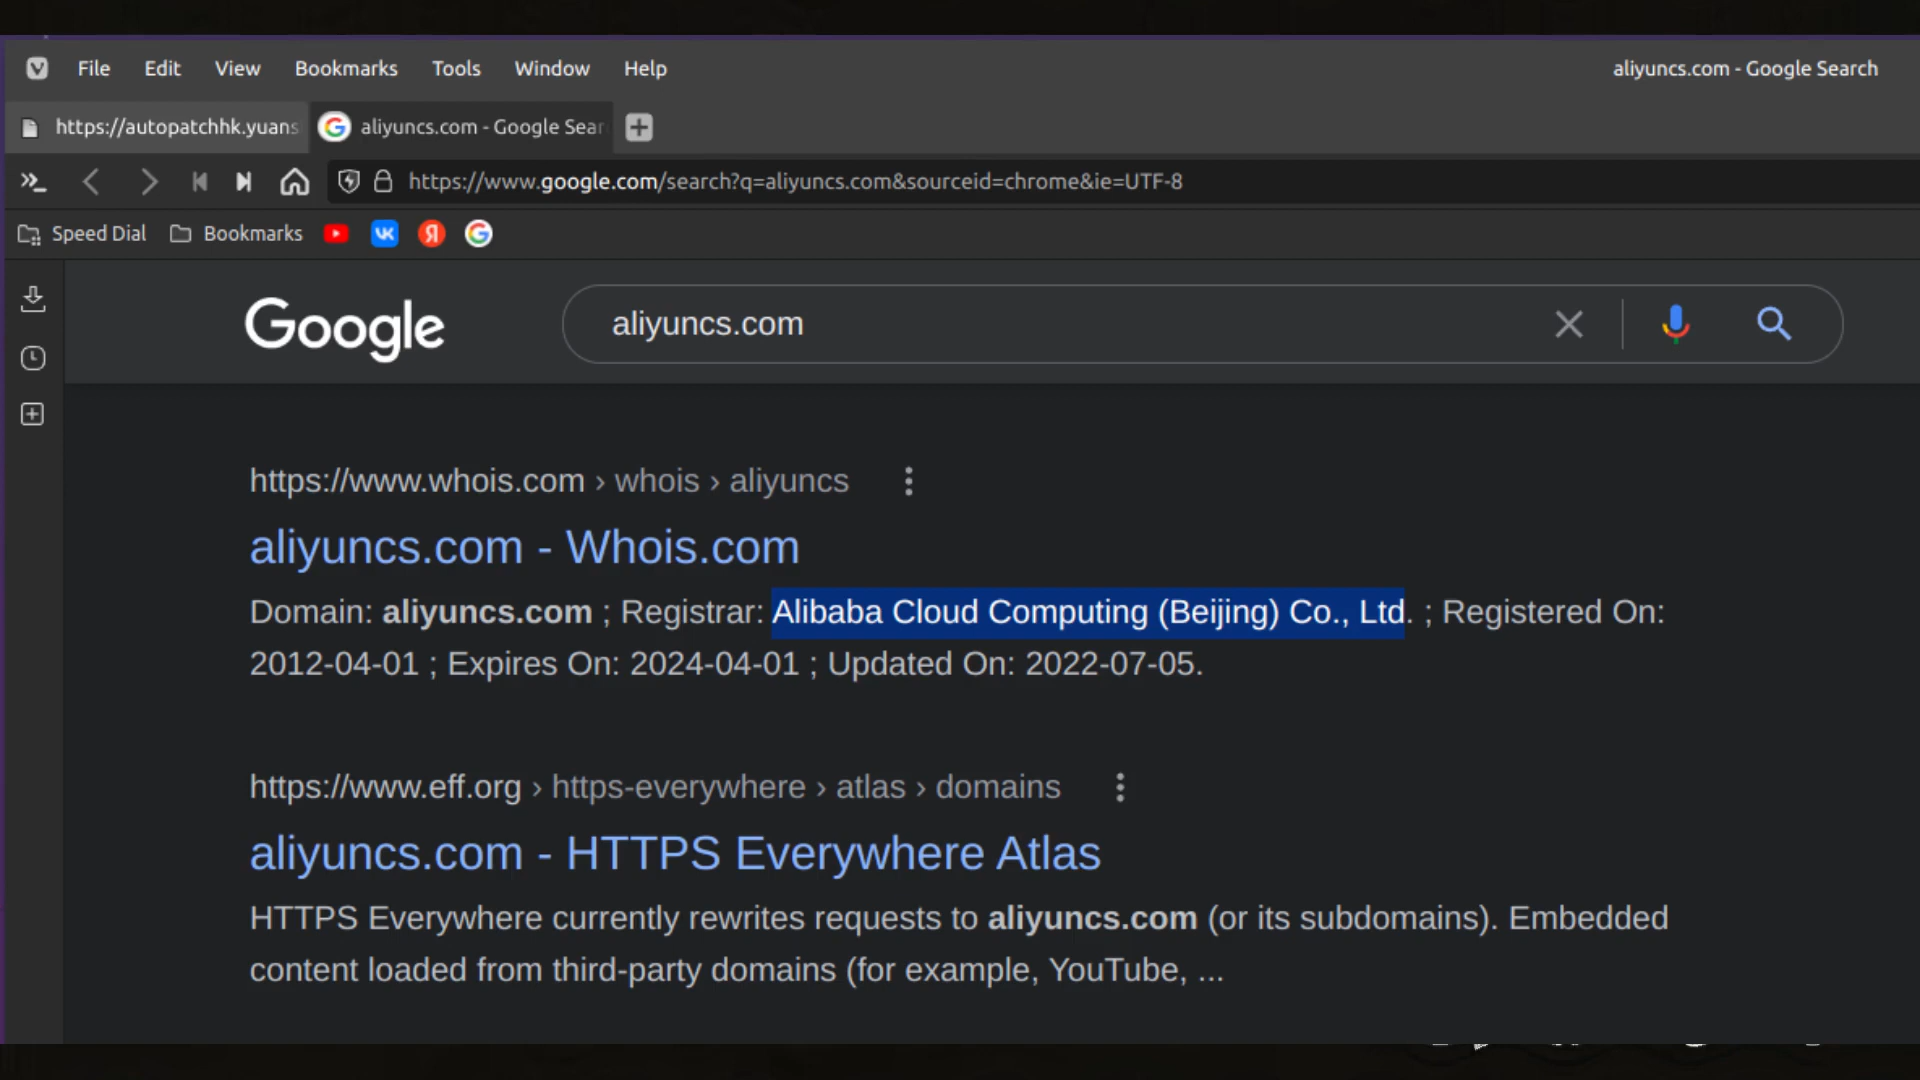 File Edit View Bookmarks Tools Window Help
aliyuncs.com - Google Search
https://autopatchhk.yuans
aliyuncs.com - Google Sear
https://www.google.com/search?q=aliyuncs.com&sourceid=chrome&ie=UTF-8
Speed Dial Bookmarks
Google
aliyuncs.com
https://www.whois.com › whois › aliyuncs
aliyuncs.com - Whois.com
Domain: aliyuncs.com ; Registrar: Alibaba Cloud Computing (Beijing) Co., Ltd. ; Registered On:
2012-04-01 ; Expires On: 2024-04-01 ; Updated On: 2022-07-05.
https://www.eff.org › https-everywhere › atlas › domains
aliyuncs.com - HTTPS Everywhere Atlas
HTTPS Everywhere currently rewrites requests to aliyuncs.com (or its subdomains). Embedded
content loaded from third-party domains (for example, YouTube, ...